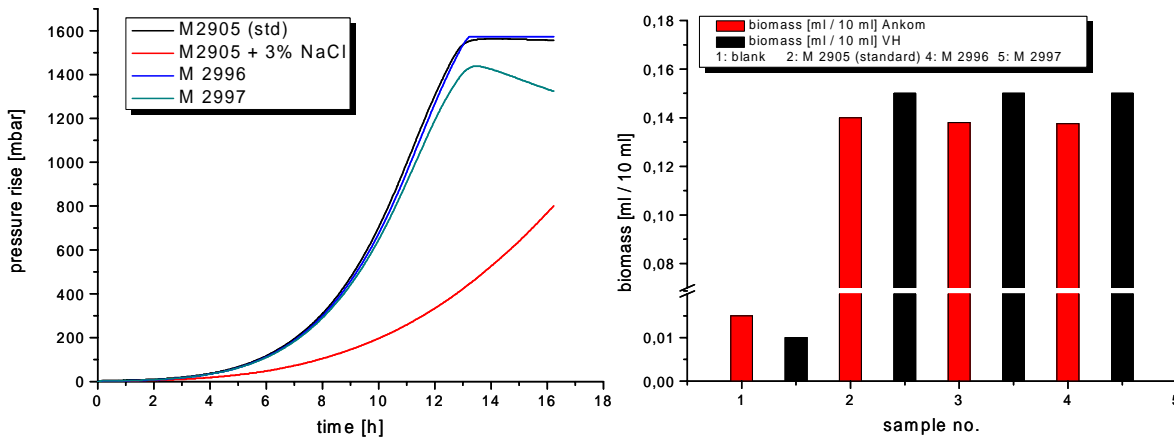 M2905 (std)
M2905 + 3% NaCl
M 2996
M 2997
1600
1400
1200
1000
800
600
400
200
0
pressure rise [mbar]
0 2 4 6 8 10 12 14 16 18
time [h]
biomass [ml / 10 ml] Ankom
biomass [ml / 10 ml] VH
1: blank 2: M 2905 (standard) 4: M 2996 5: M 2997
0,18
0,16
0,14
0,12
0,10
0,08
0,01
0,00
biomass [ml / 10 ml]
1 2 3 4 5
sample no.